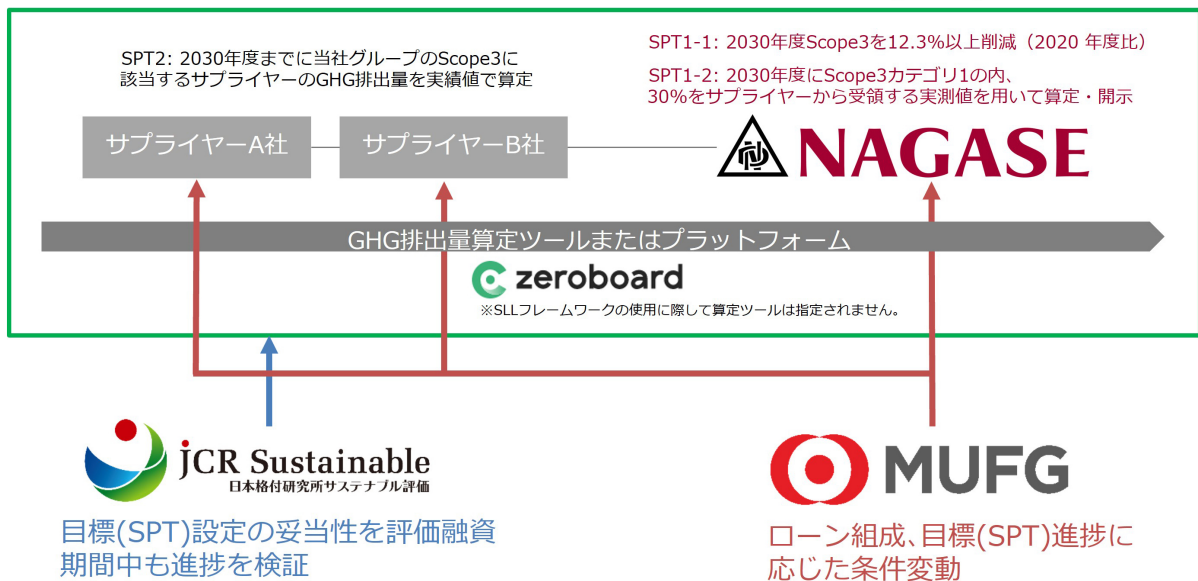 SPT2: 2030年度までに当社グループのScope3に
該当するサプライヤーのGHG排出量を実績値で算定
SPT1-1: 2030年度Scope3を12.3%以上削減（2020 年度比）
SPT1-2: 2030年度にScope3カテゴリ1の内、
30%をサプライヤーから受領する実測値を用いて算定・開示
サプライヤーA社
サプライヤーB社
NAGASE
GHG排出量算定ツールまたはプラットフォーム
zeroboard
※SLLフレームワークの使用に際して算定ツールは指定されません。
JCR Sustainable
日本格付研究所サステナブル評価
目標(SPT)設定の妥当性を評価融資
期間中も進捗を検証
MUFG
ローン組成、目標(SPT)進捗に
応じた条件変動